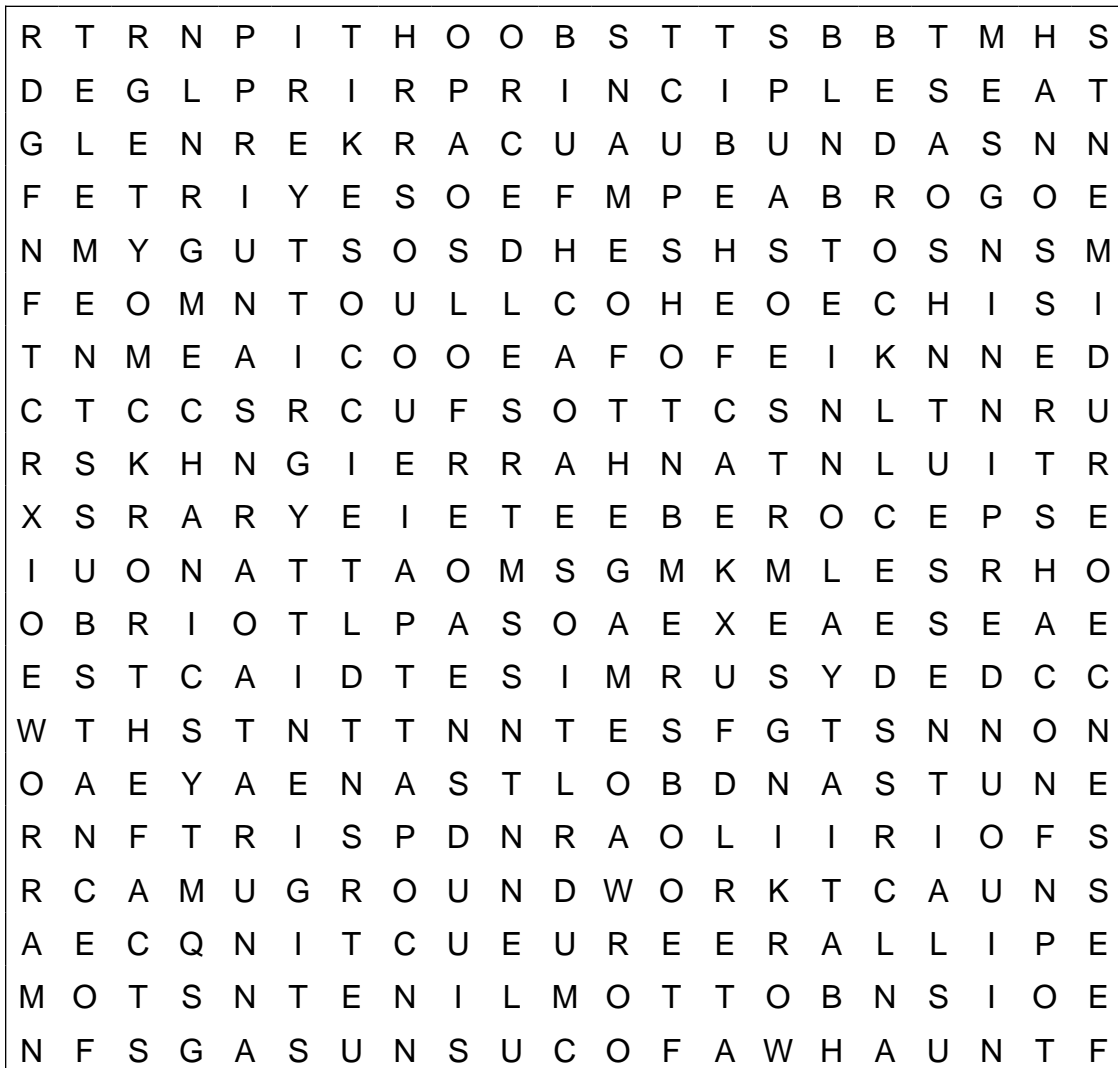 R T R N P I T H O O B S T T S B B T M H S
D E G L P R I R P R I N C I P L E S E A T
G L E N R E K R A C U A U B U N D A S N N
F E T R I Y E S O E F M P E A B R O G O E
N M Y G U T S O S D H E S H S T O S N S M
F E O M N T O U L L C O H E O E C H I S I
T N M E A I C O O E A F O F E I K N N E D
C T C C S R C U F S O T T C S N L T N R U
R S K H N G I E R R A H N A T N L U I T R
X S R A R Y E I E T E E B E R O C E P S E
I U O N A T T A O M S G M K M L E S R H O
O B R I O T L P A S O A E X E A E S E A E
E S T C A I D T E S I M R U S Y D E D C C
W T H S T N T T N N T E S F G T S N N O N
O A E Y A E N A S T L O B D N A S T U N E
R N F T R I S P D N R A O L I I R I O F S
R C A M U G R O U N D W O R K T C A U N S
A E C Q N I T C U E U R E E R A L L I P E
M O T S N T E N I L M O T T O B N S I O E
N F S G A S U N S U C O F A W H A U N T F